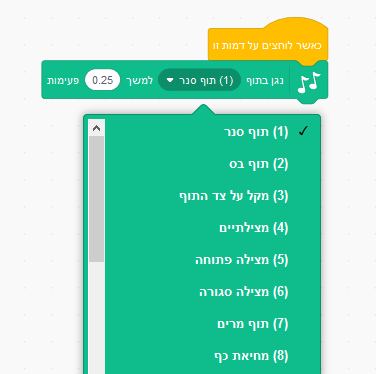 כאשר לוחצים על דמות זו
נגן בתוף (1) תוף סנר למשך 0.25 פעימות
(1) תוף סנר
(2) תוף בס
(3) מקל על צד התוף
(4) מצילתיים
(5) מצילה פתוחה
(6) מצילה סגורה
(7) תוף מרים
(8) מחיאת כף